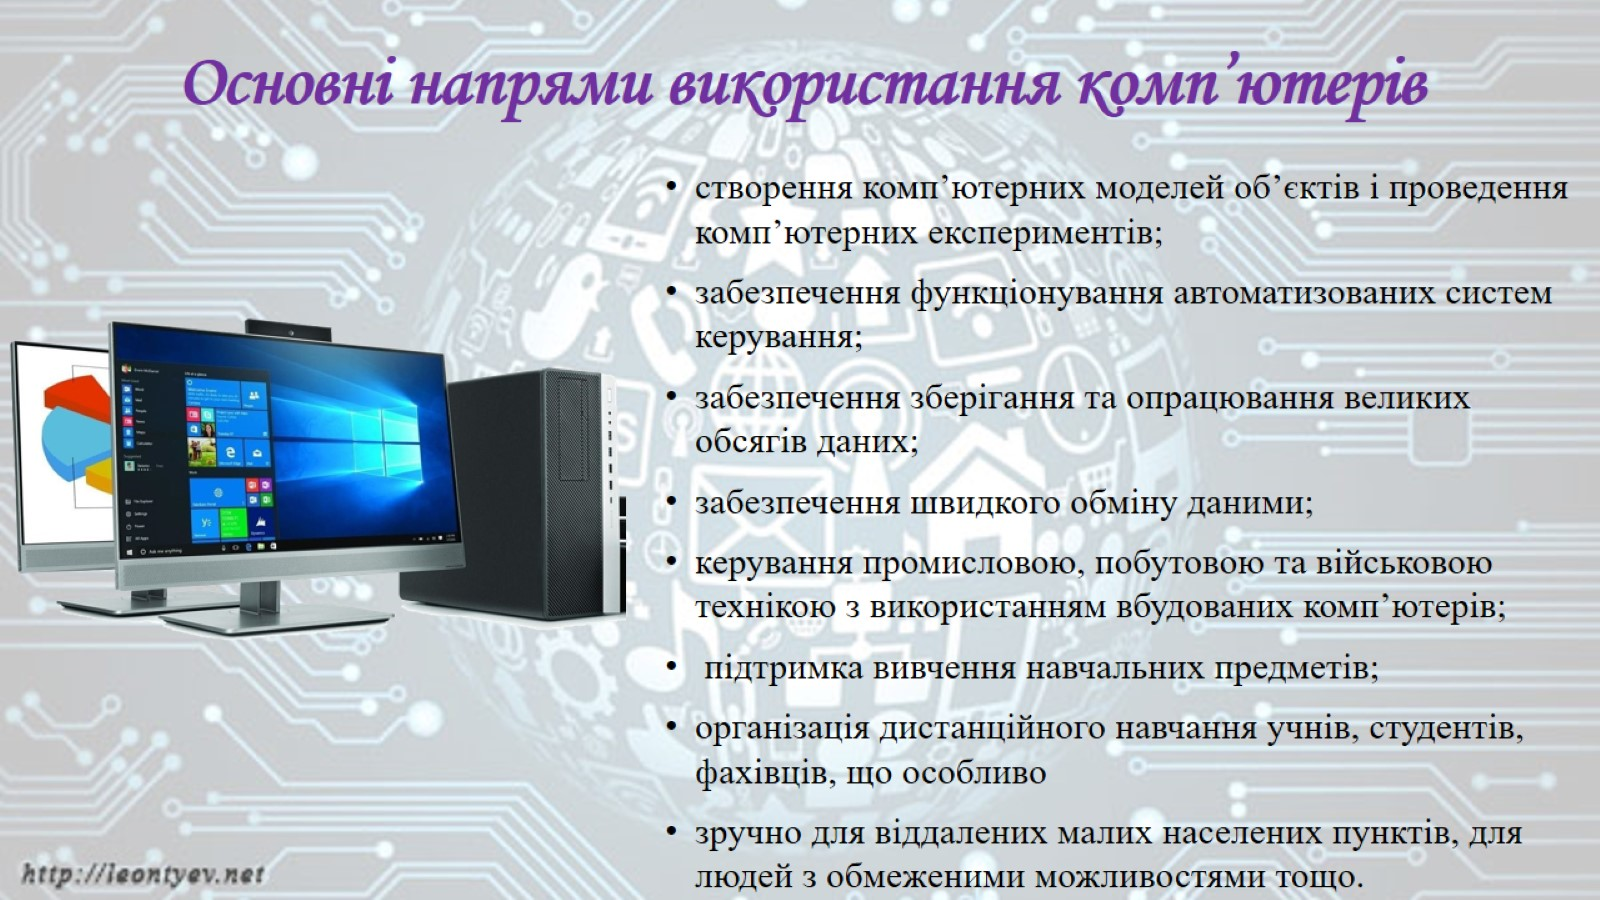 Основні напрями використання комп’ютерів
• створення комп’ютерних моделей об’єктів і проведення
комп’ютерних експериментів;
• забезпечення функціонування автоматизованих систем
керування;
• забезпечення зберігання та опрацювання великих
обсягів даних;
• забезпечення швидкого обміну даними;
• керування промисловою, побутовою та військовою
технікою з використанням вбудованих комп’ютерів;
• підтримка вивчення навчальних предметів;
• організація дистанційного навчання учнів, студентів,
фахівців, що особливо
• зручно для віддалених малих населених пунктів, для
людей з обмеженими можливостями тощо.
http://leontyev.net